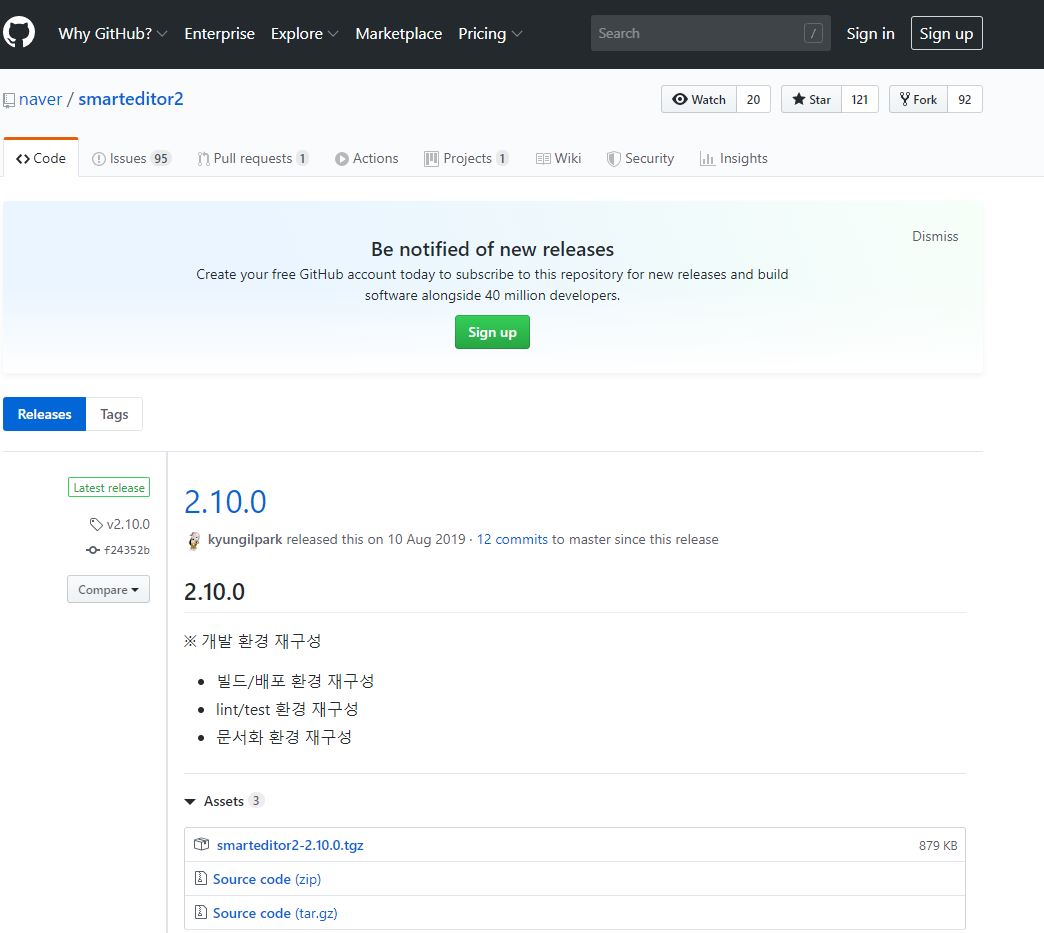 Why GitHub? Enterprise Explore Marketplace Pricing Search / Sign in Sign up
naver / smarteditor2 Watch 20 Star 121 Fork 92
Code Issues 95 Pull requests 1 Actions Projects 1 Wiki Security Insights
Dismiss
Be notified of new releases
Create your free GitHub account today to subscribe to this repository for new releases and build
software alongside 40 million developers.
Sign up
Releases Tags
Latest release
v2.10.0
f24352b
Compare
2.10.0
kyungilpark released this on 10 Aug 2019 · 12 commits to master since this release
2.10.0
※ 개발 환경 재구성
• 빌드/배포 환경 재구성
• lint/test 환경 재구성
• 문서화 환경 재구성
Assets 3
smarteditor2-2.10.0.tgz 879 KB
Source code (zip)
Source code (tar.gz)